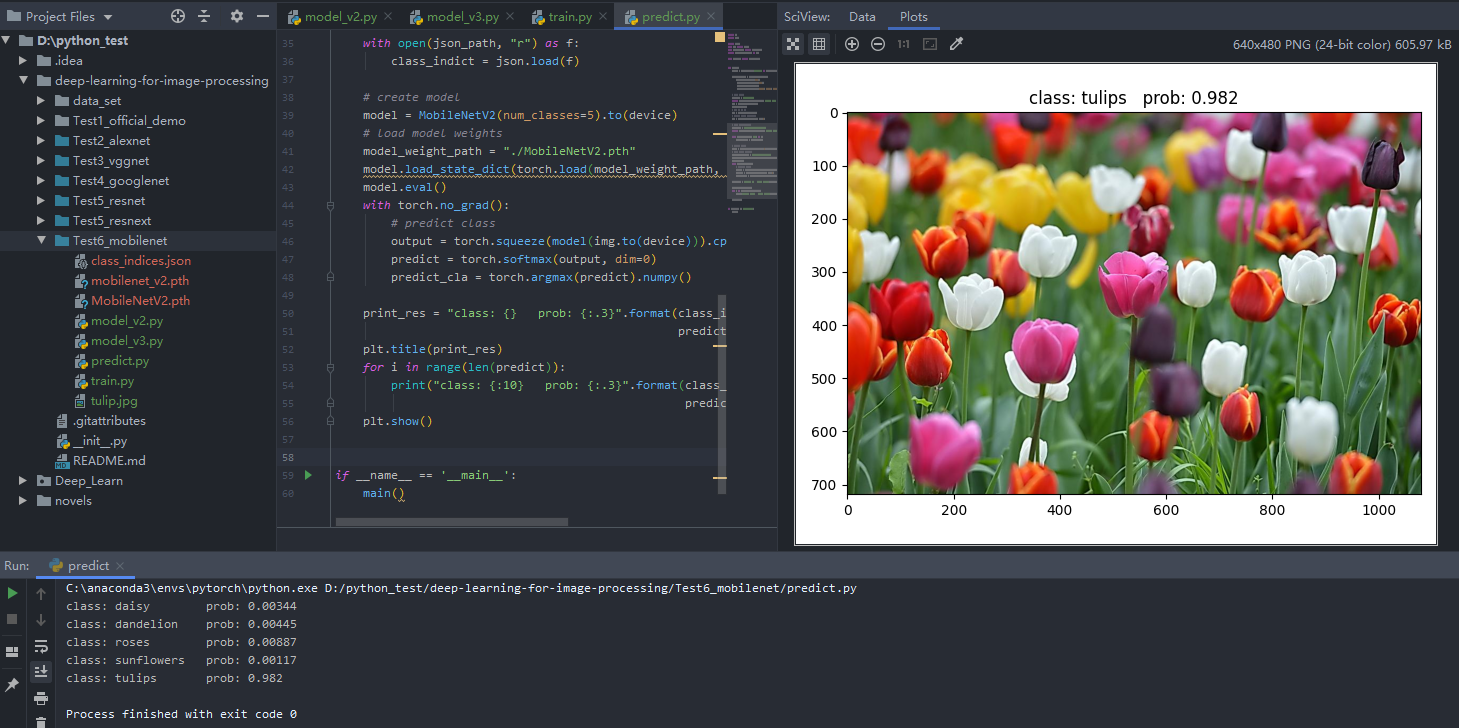 Project Files
D:\python_test
.idea
deep-learning-for-image-processing
data_set
Test1_official_demo
Test2_alexnet
Test3_vggnet
Test4_googlenet
Test5_resnet
Test5_resnext
Test6_mobilenet
class_indices.json
mobilenet_v2.pth
MobileNetV2.pth
model_v2.py
model_v3.py
predict.py
train.py
tulip.jpg
.gitattributes
__init__.py
README.md
Deep_Learn
novels
model_v2.py model_v3.py train.py predict.py
35 with open(json_path, "r") as f:
36 class_indict = json.load(f)
37
38 # create model
39 model = MobileNetV2(num_classes=5).to(device)
40 # load model weights
41 model_weight_path = "./MobileNetV2.pth"
42 model.load_state_dict(torch.load(model_weight_path,
43 model.eval()
44 with torch.no_grad():
45 # predict class
46 output = torch.squeeze(model(img.to(device))).cp
47 predict = torch.softmax(output, dim=0)
48 predict_cla = torch.argmax(predict).numpy()
49
50 print_res = "class: {}   prob: {:.3}".format(class_i
51 predict
52 plt.title(print_res)
53 for i in range(len(predict)):
54 print("class: {:10}   prob: {:.3}".format(class_
55 predic
56 plt.show()
57
58
59 if __name__ == '__main__':
60 main()
SciView: Data Plots
1:1 640x480 PNG (24-bit color) 605.97 kB
class: tulips   prob: 0.982
0
100
200
300
400
500
600
700
0 200 400 600 800 1000
Run: predict
C:\anaconda3\envs\pytorch\python.exe D:/python_test/deep-learning-for-image-processing/Test6_mobilenet/predict.py
class: daisy        prob: 0.00344
class: dandelion    prob: 0.00445
class: roses        prob: 0.00887
class: sunflowers   prob: 0.00117
class: tulips       prob: 0.982
Process finished with exit code 0